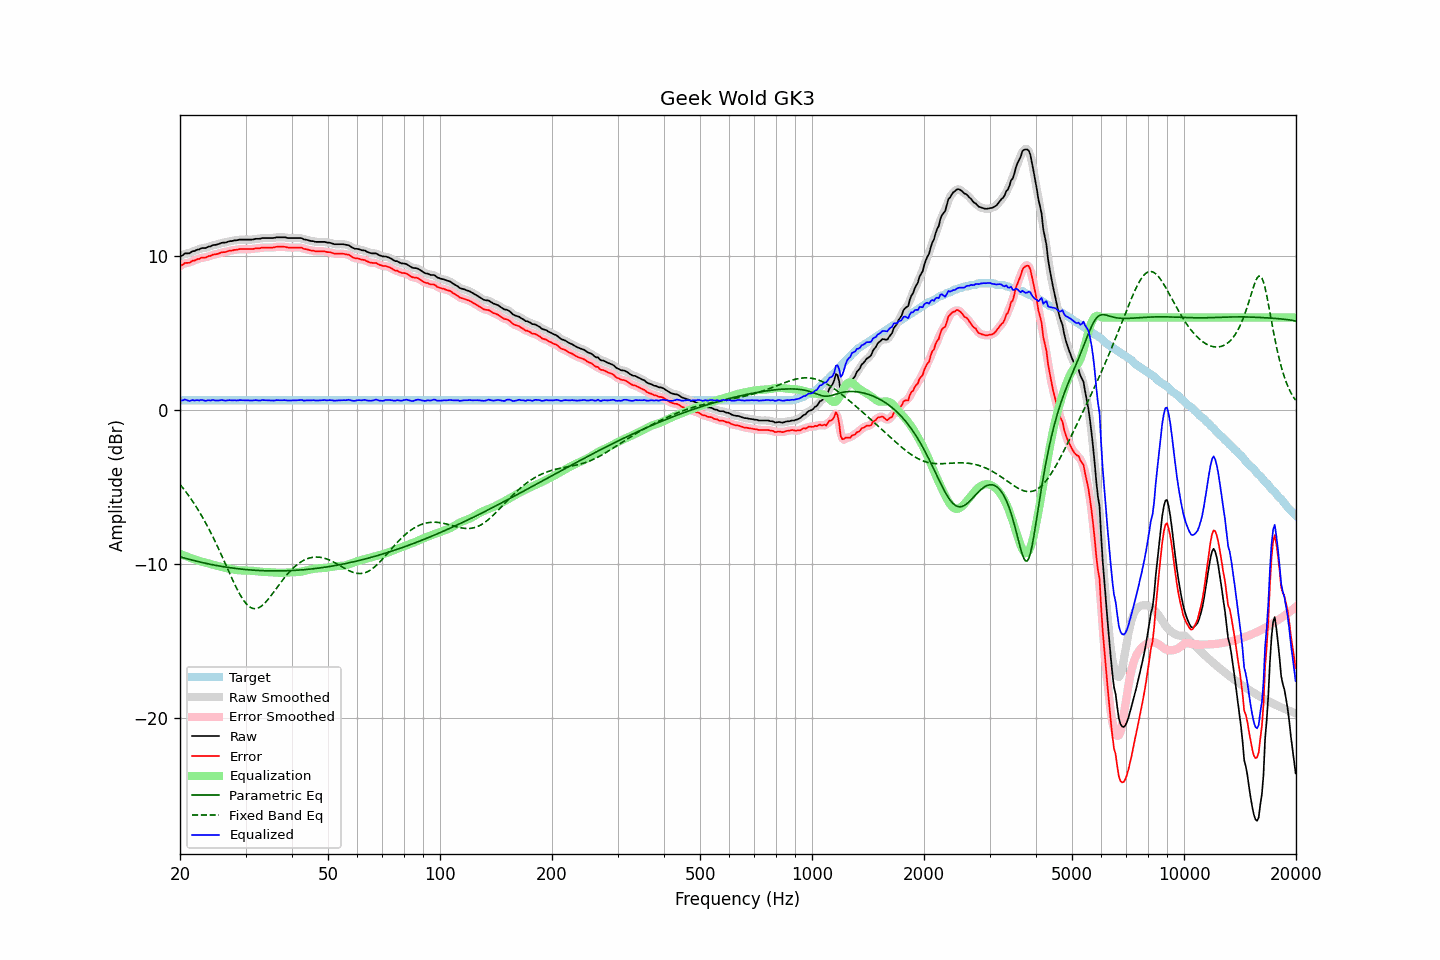 Geek Wold GK3
Amplitude (dBr)
10
0
−10
−20
Target
Raw Smoothed
Error Smoothed
Raw
Error
Equalization
Parametric Eq
Fixed Band Eq
Equalized
20 50 100 200 500 1000 2000 5000 10000 20000
Frequency (Hz)